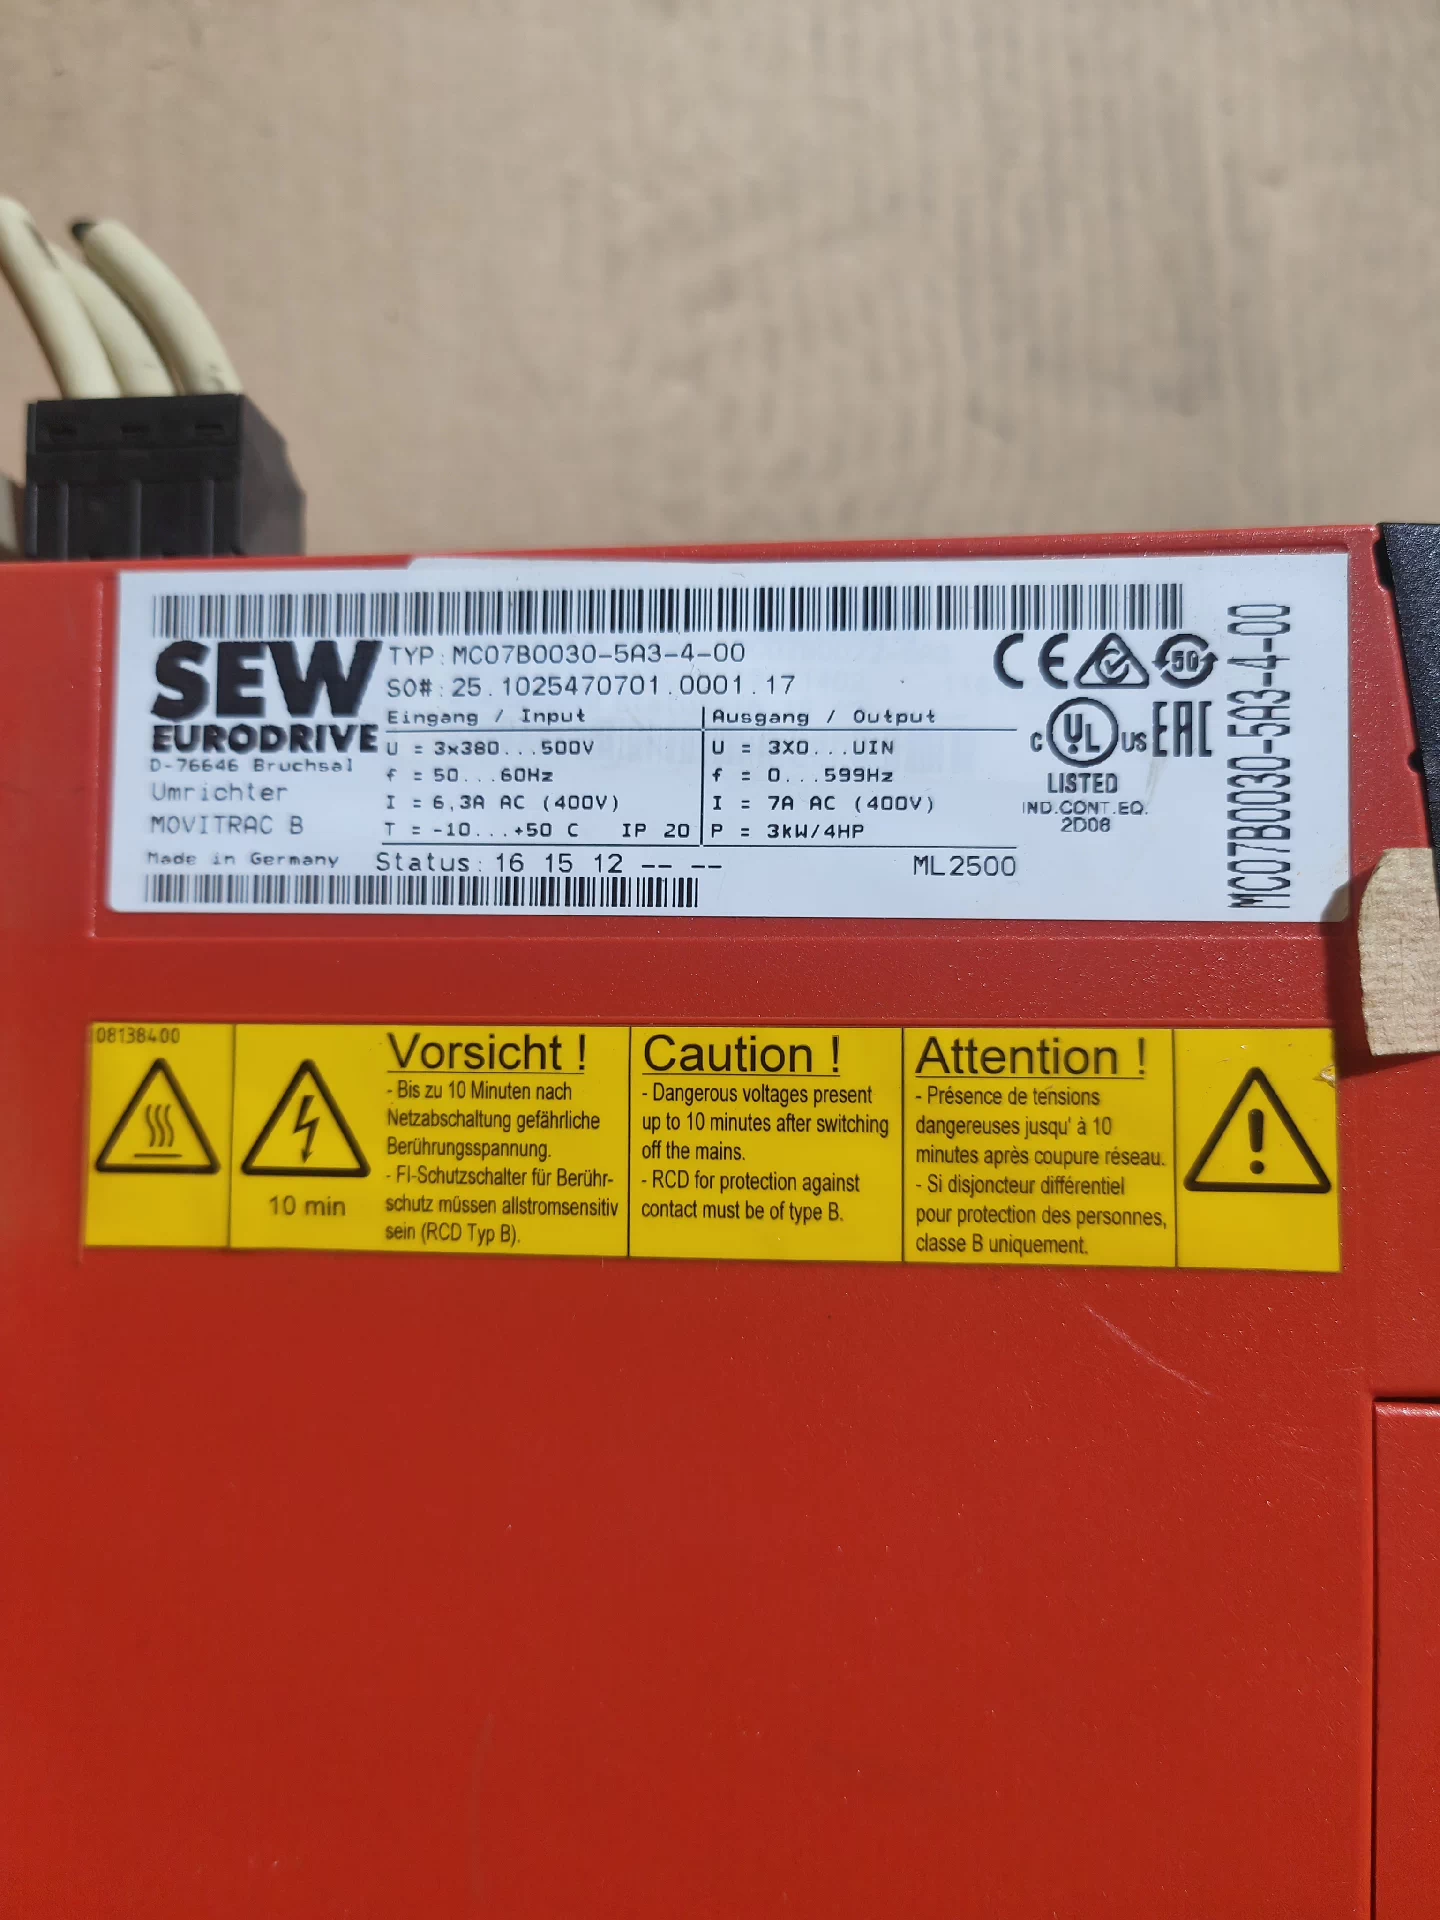 SEW
EURODRIVE
D-76646 Bruchsal
Umrichter
MOVITRAC B
Made in Germany
TYP: MC07B0030-5A3-4-00
SO#: 25.1025470701.0001.17
Eingang / Input
U = 3x380...500V
f = 50...60Hz
I = 6,3A AC (400V)
T = -10...+50 C IP 20
Ausgang / Output
U = 3X0...UIN
f = 0...599Hz
I = 7A AC (400V)
P = 3kW/4HP
Status: 16 15 12 -- --
ML2500
CE
50
C UL US EAC
LISTED
IND.CONT.EQ.
2D08
MC07B0030-5A3-4-00
08138400
10 min
Vorsicht !
- Bis zu 10 Minuten nach
Netzabschaltung gefährliche
Berührungsspannung.
- FI-Schutzschalter für Berühr-
schutz müssen allstromsensitiv
sein (RCD Typ B).
Caution !
- Dangerous voltages present
up to 10 minutes after switching
off the mains.
- RCD for protection against
contact must be of type B.
Attention !
- Présence de tensions
dangereuses jusqu' à 10
minutes après coupure réseau.
- Si disjoncteur différentiel
pour protection des personnes,
classe B uniquement.